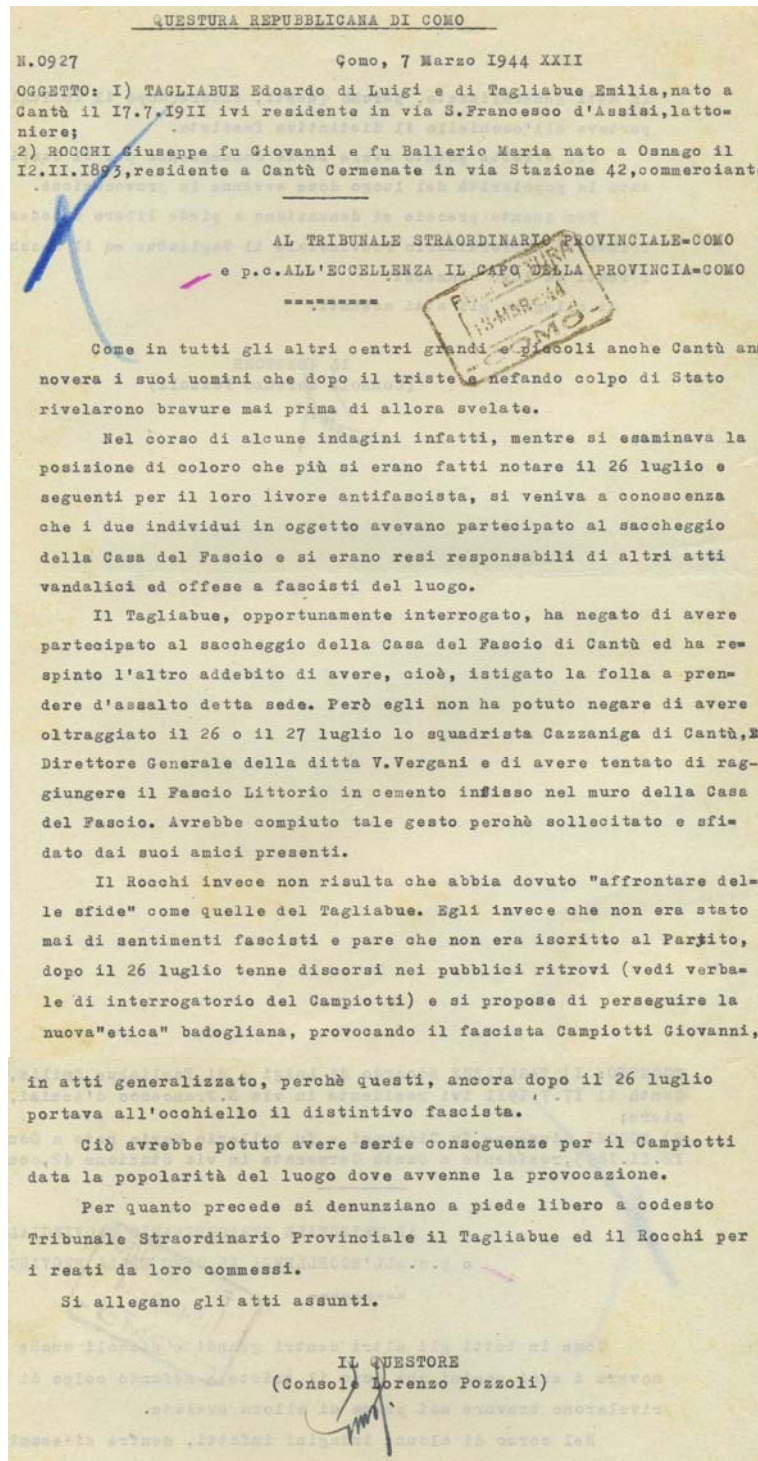 QUESTURA REPUBBLICANA DI COMO
N.0927 Como, 7 Marzo I944 XXII
OGGETTO: I) TAGLIABUE Edoardo di Luigi e di Tagliabue Emilia,nato a
Cantù il I7.7.I9II ivi residente in via S.Francesco d'Assisi,latto=
niere;
2) ROCCHI Giuseppe fu Giovanni e fu Ballerio Maria nato a Osnago il
I2.II.I893,residente a Cantù Cermenate in via Stazione 42,commerciante
AL TRIBUNALE STRAORDINARIO PROVINCIALE=COMO
e p.c.ALL'ECCELLENZA IL CAPO DELLA PROVINCIA=COMO
PREFETTURA
13·MAR·44
-COMO-
Come in tutti gli altri centri grandi e piccoli anche Cantù an
novera i suoi uomini che dopo il triste e nefando colpo di Stato
rivelarono bravure mai prima di allora svelate.
Nel corso di alcune indagini infatti, mentre si esaminava la
posizione di coloro che più si erano fatti notare il 26 luglio e
seguenti per il loro livore antifascista, si veniva a conoscenza
che i due individui in oggetto avevano partecipato al saccheggio
della Casa del Fascio e si erano resi responsabili di altri atti
vandalici ed offese a fascisti del luogo.
Il Tagliabue, opportunamente interrogato, ha negato di avere
partecipato al saccheggio della Casa del Fascio di Cantù ed ha re=
spinto l'altro addebito di avere, cioè, istigato la folla a pren=
dere d'assalto detta sede. Però egli non ha potuto negare di avere
oltraggiato il 26 o il 27 luglio lo squadrista Cazzaniga di Cantù,
Direttore Generale della ditta V.Vergani e di avere tentato di rag-
giungere il Fascio Littorio in cemento infisso nel muro della Casa
del Fascio. Avrebbe compiuto tale gesto perchè sollecitato e sfi=
dato dai suoi amici presenti.
Il Rocchi invece non risulta che abbia dovuto "affrontare del=
le sfide" come quelle del Tagliabue. Egli invece che non era stato
mai di sentimenti fascisti e pare che non era iscritto al Partito,
dopo il 26 luglio tenne discorsi nei pubblici ritrovi (vedi verba=
le di interrogatorio del Campiotti) e si propose di perseguire la
nuova"etica" badogliana, provocando il fascista Campiotti Giovanni,
in atti generalizzato, perchè questi, ancora dopo il 26 luglio
portava all'occhiello il distintivo fascista.
Ciò avrebbe potuto avere serie conseguenze per il Campiotti
data la popolarità del luogo dove avvenne la provocazione.
Per quanto precede si denunziano a piede libero a codesto
Tribunale Straordinario Provinciale il Tagliabue ed il Rocchi per
i reati da loro commessi.
Si allegano gli atti assunti.
IL QUESTORE
(Console Lorenzo Pozzoli)